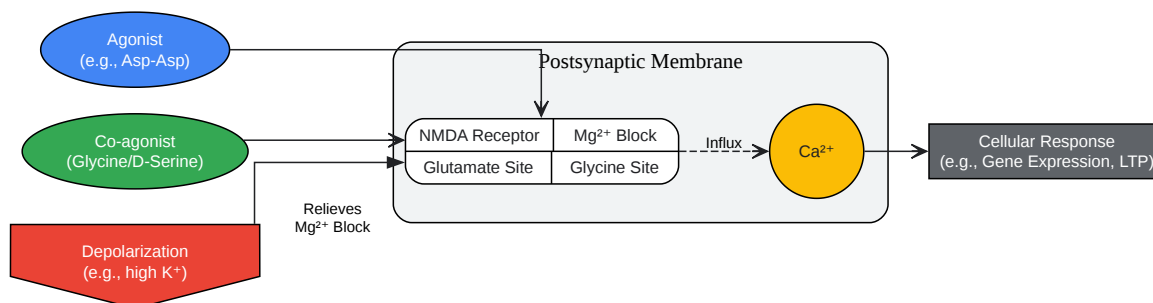 Agonist
(e.g., Asp-Asp)
Postsynaptic Membrane
Co-agonist
(Glycine/D-Serine)
NMDA Receptor
Mg²⁺ Block
Glutamate Site
Glycine Site
Influx
Ca²⁺
Cellular Response
(e.g., Gene Expression, LTP)
Relieves
Mg²⁺ Block
Depolarization
(e.g., high K⁺)